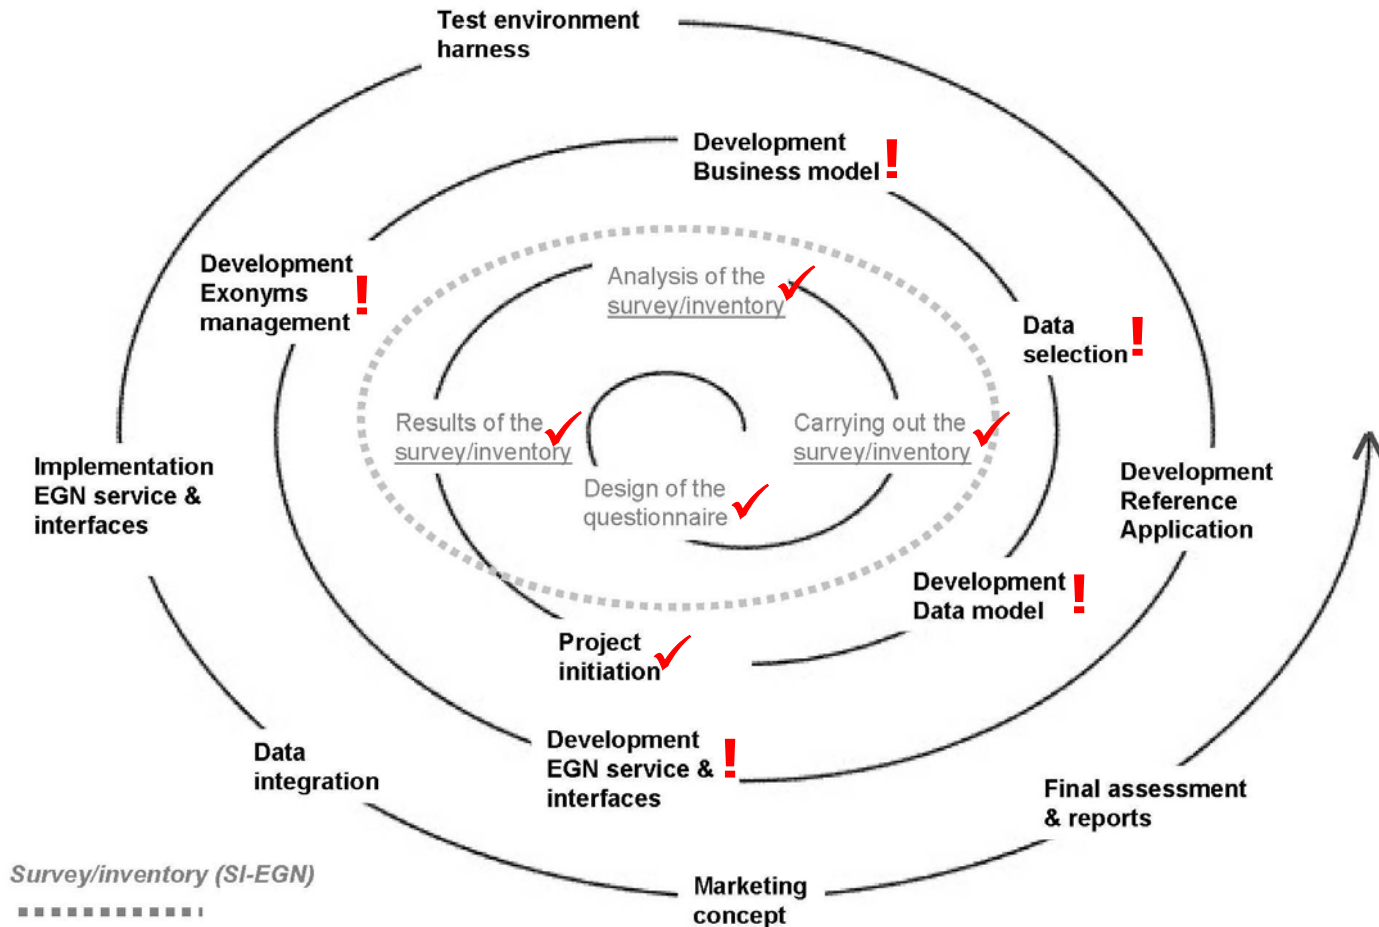 Test environment
harness
Development
Business model
Development
Exonyms
management
Analysis of the
survey/inventory
Data
selection
Results of the
survey/inventory
Carrying out the
survey/inventory
Design of the
questionnaire
Implementation
EGN service &
interfaces
Development
Reference
Application
Development
Data model
Project
initiation
Development
EGN service &
interfaces
Data
integration
Final assessment
& reports
Survey/inventory (SI-EGN)
Marketing
concept